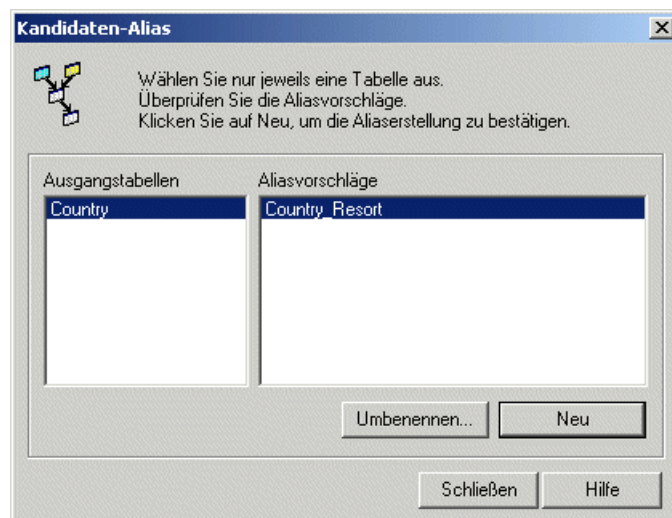 Kandidaten-Alias
Wählen Sie nur jeweils eine Tabelle aus.
Überprüfen Sie die Aliasvorschläge.
Klicken Sie auf Neu, um die Aliaserstellung zu bestätigen.
Ausgangstabellen Aliasvorschläge
Country Country_Resort
Umbenennen... Neu
Schließen Hilfe